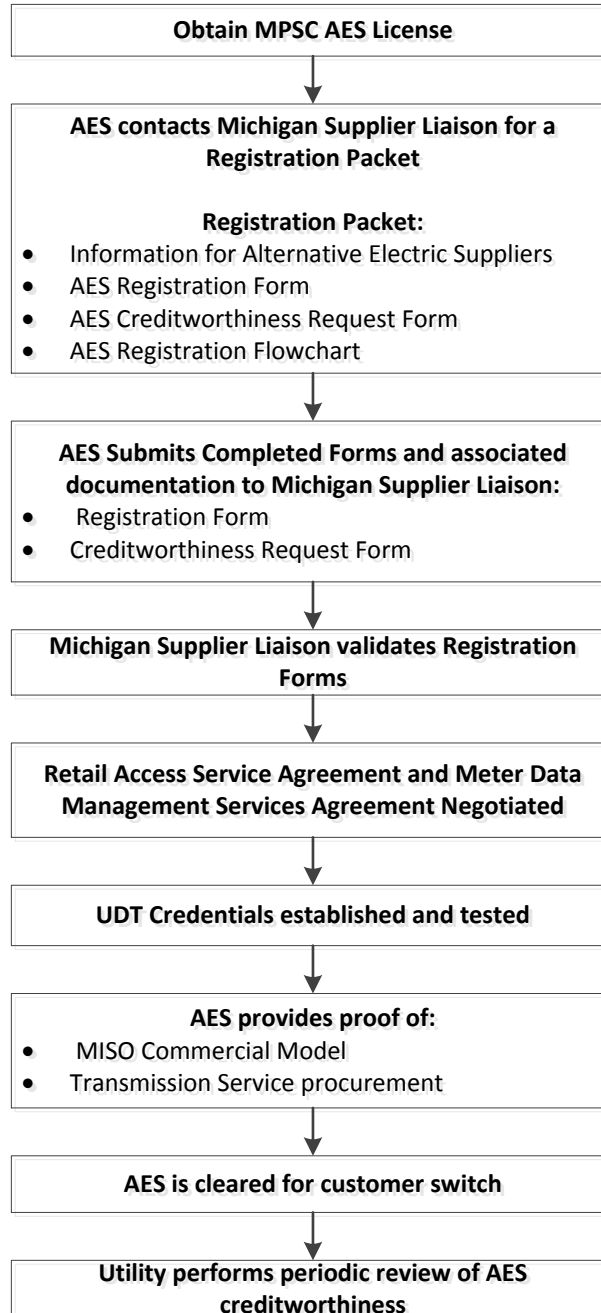 Obtain MPSC AES License
AES contacts Michigan Supplier Liaison for a
Registration Packet
Registration Packet:
• Information for Alternative Electric Suppliers
• AES Registration Form
• AES Creditworthiness Request Form
• AES Registration Flowchart
AES Submits Completed Forms and associated
documentation to Michigan Supplier Liaison:
• Registration Form
• Creditworthiness Request Form
Michigan Supplier Liaison validates Registration
Forms
Retail Access Service Agreement and Meter Data
Management Services Agreement Negotiated
UDT Credentials established and tested
AES provides proof of:
• MISO Commercial Model
• Transmission Service procurement
AES is cleared for customer switch
Utility performs periodic review of AES
creditworthiness